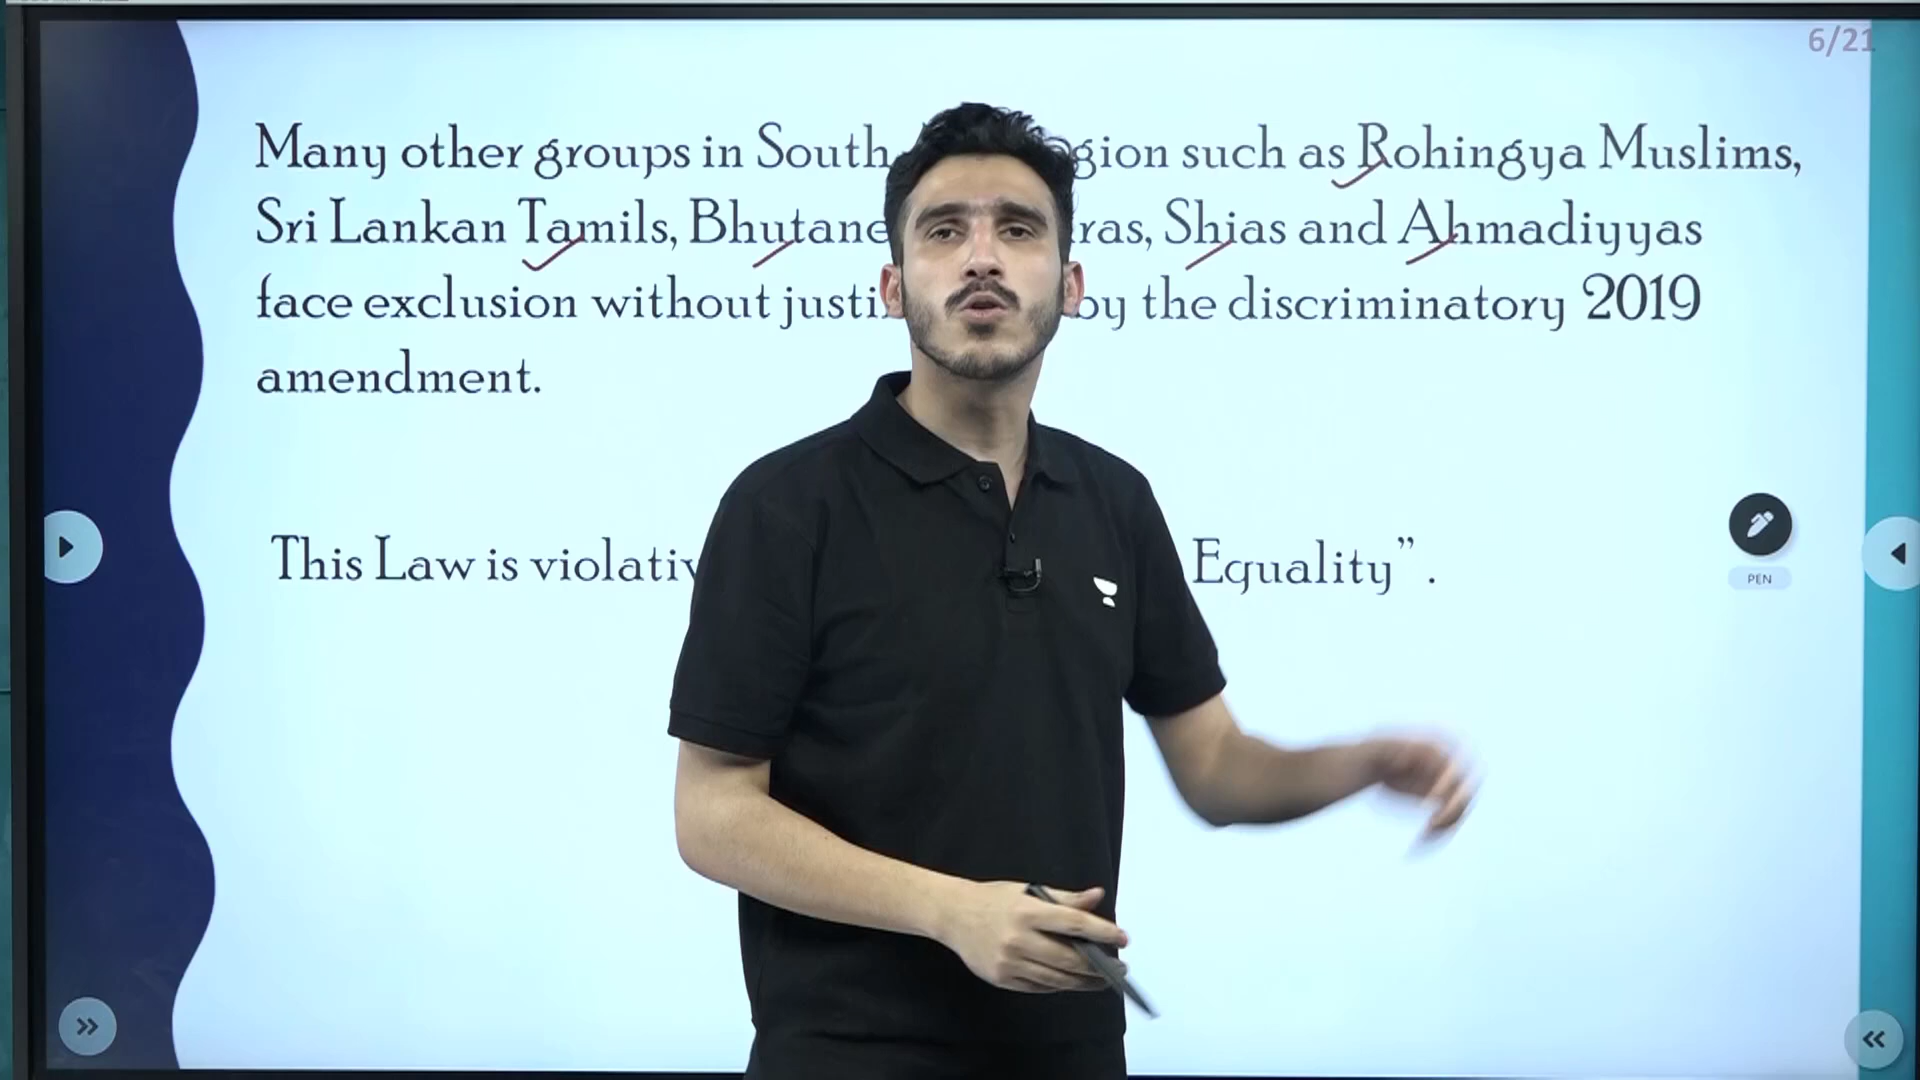 6/21
Many other groups in South gion such as Rohingya Muslims,
Sri Lankan Tamils, Bhutane ras, Shias and Ahmadiyyas
face exclusion without justi by the discriminatory 2019
amendment.
This Law is violativ Equality” .
PEN